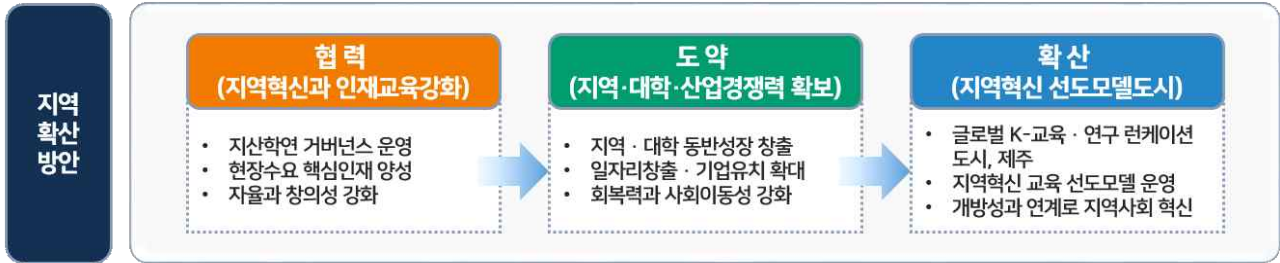 지역
확산
방안
협력
(지역혁신과 인재교육강화)
• 지산학연 거버넌스 운영
• 현장수요 핵심인재 양성
• 자율과 창의성 강화
도약
(지역·대학·산업경쟁력 확보)
• 지역 · 대학 동반성장 창출
• 일자리창출 · 기업유치 확대
• 회복력과 사회이동성 강화
확산
(지역혁신 선도모델도시)
• 글로벌 K-교육 · 연구 런케이션
도시, 제주
• 지역혁신 교육 선도모델 운영
• 개방성과 연계로 지역사회 혁신